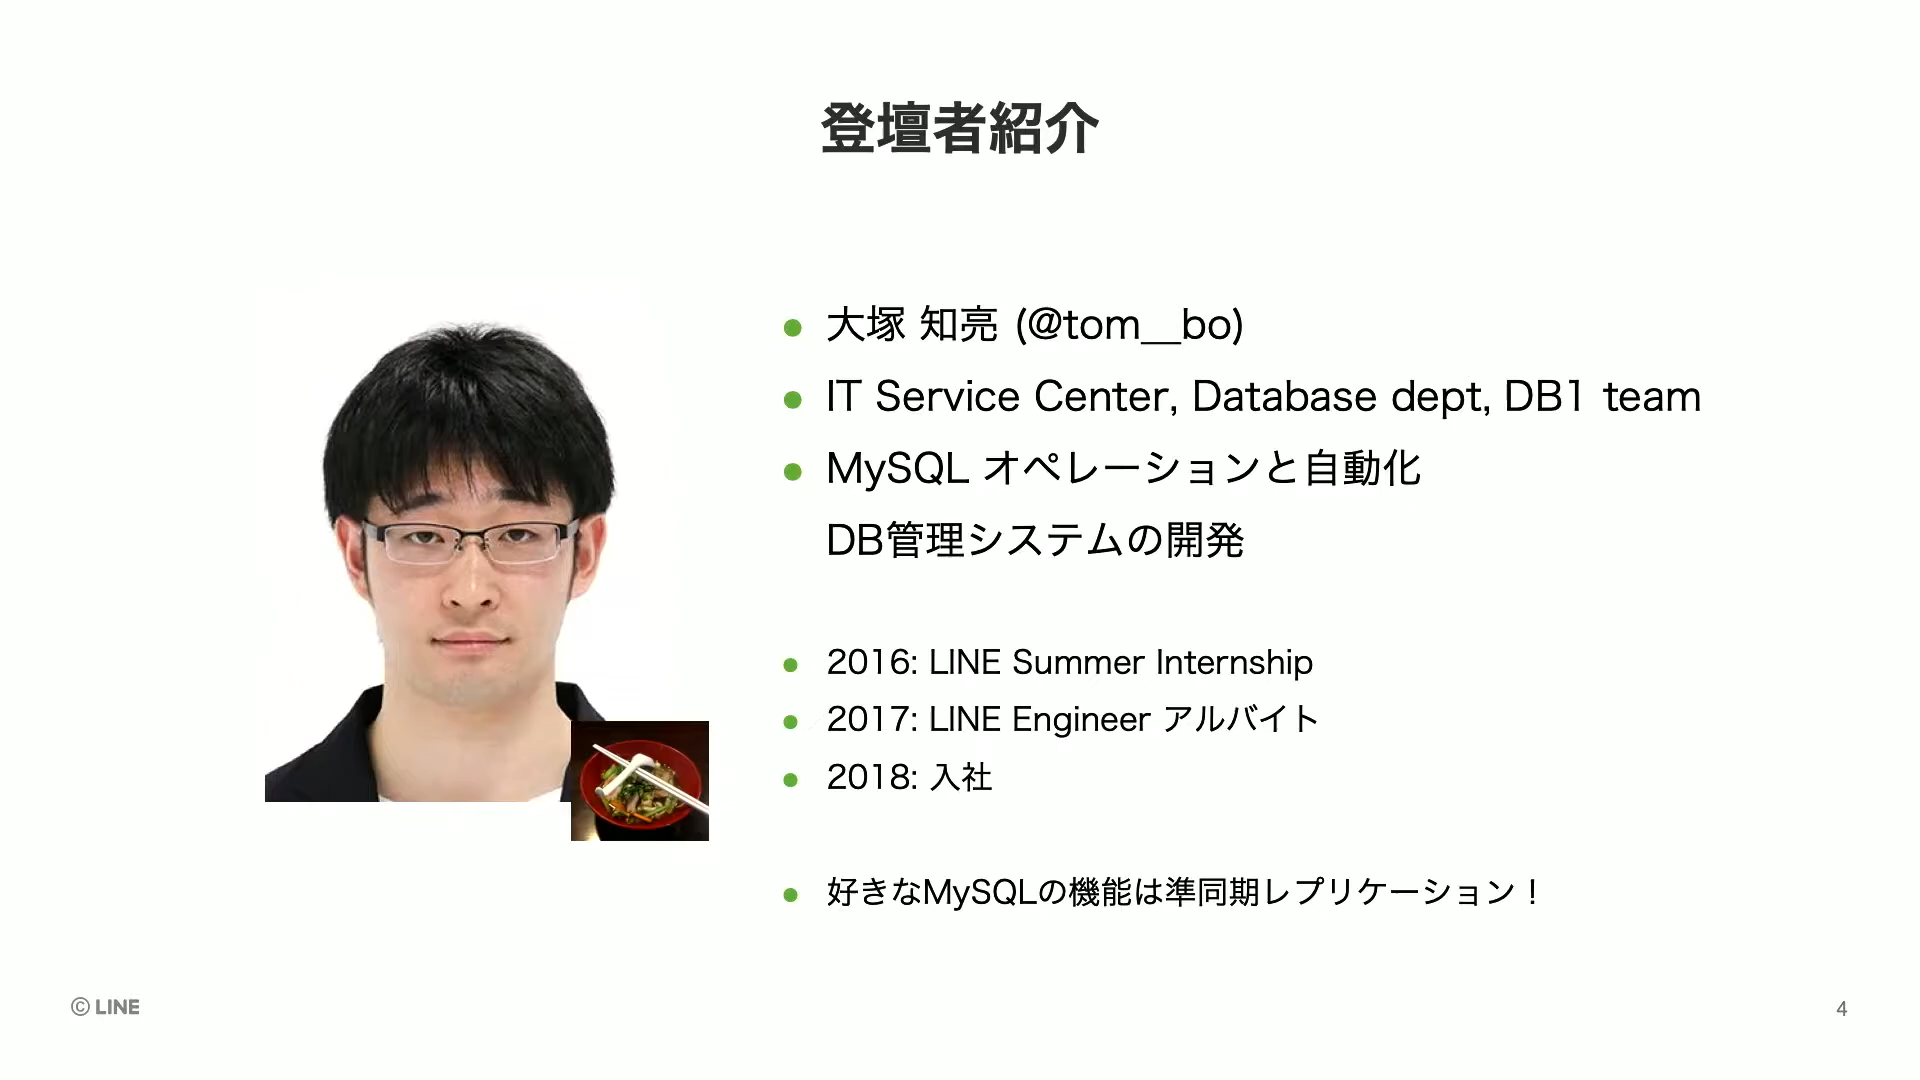 登壇者紹介
大塚 知亮 (@tom__bo)
IT Service Center, Database dept, DB1 team
MySQL オペレーションと自動化
DB管理システムの開発
2016: LINE Summer Internship
2017: LINE Engineer アルバイト
2018: 入社
好きなMySQLの機能は準同期レプリケーション！
© LINE
4